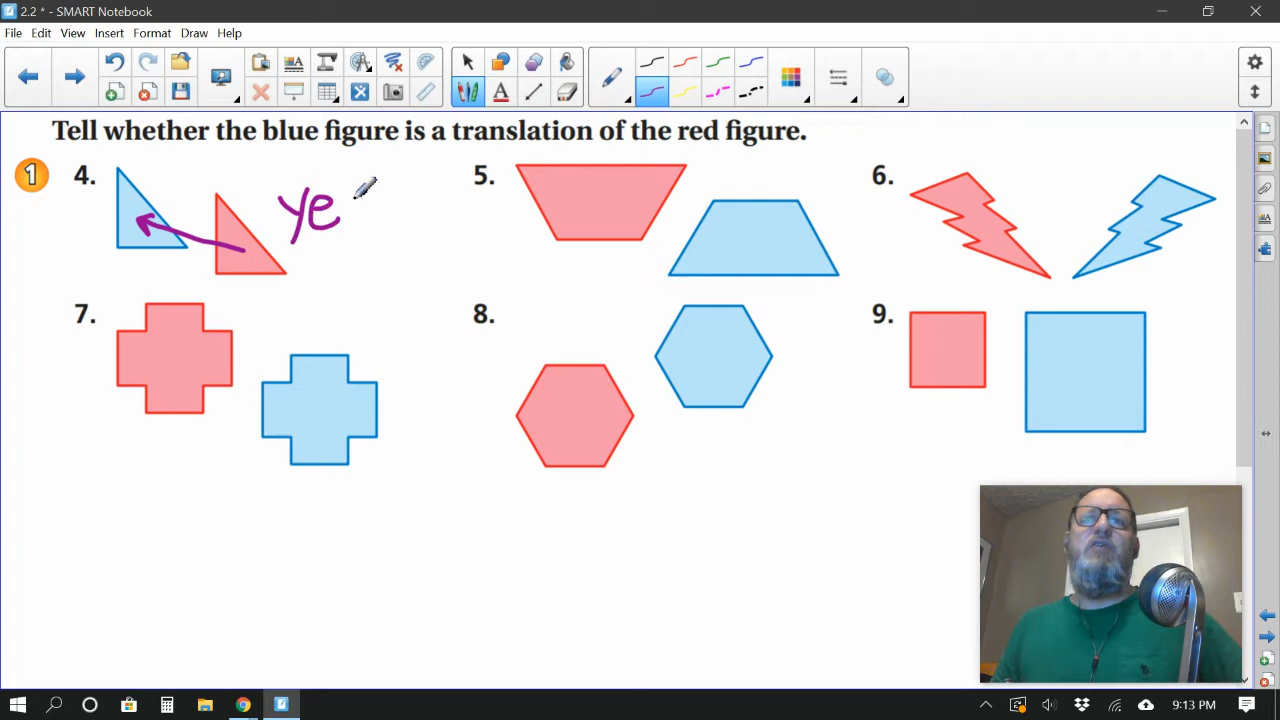 2.2 * - SMART Notebook
File Edit View Insert Format Draw Help
Tell whether the blue figure is a translation of the red figure.
1 4. ye 5. 6.
7. 8. 9.
9:13 PM